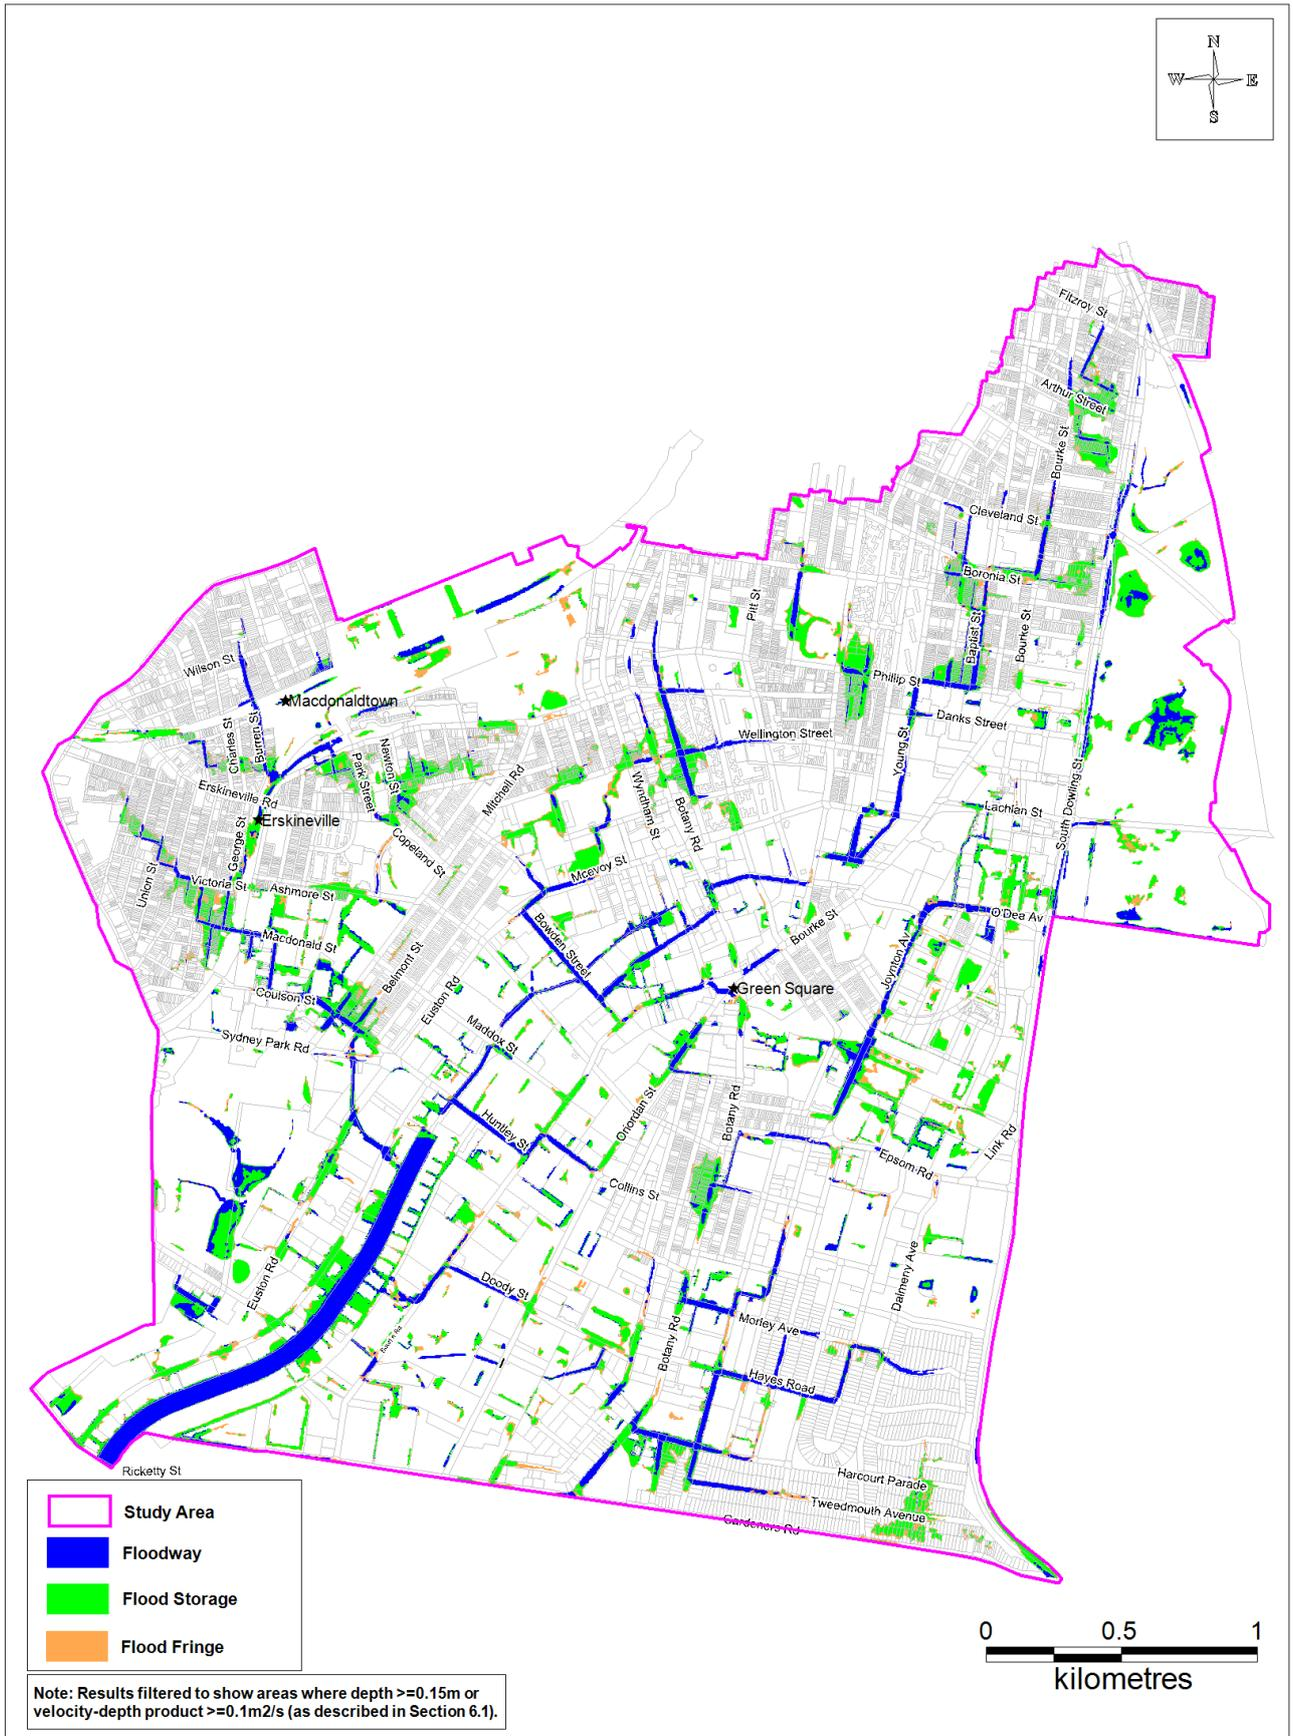 N
W E
S
Fitzroy St
Arthur Street
Bourke St
Cleveland St
Boronia St
Pitt St
Baptist St
Bourke St
Wilson St
Phillip St
Macdonaldtown
Danks Street
Charles St
Burren St
Wellington Street
Young St
Newton St
Park Street
Mitchell Rd
Erskineville Rd
Wyndham St
Botany Rd
Lachlan St
South Dowling St
Erskineville
George St
Copeland St
Union St
Mcevoy St
Victoria St
Ashmore St
O'Dea Av
Bowden Street
Bourke St
Macdonald St
Belmont St
Joynton Av
Euston Rd
Green Square
Coulson St
Maddox St
Sydney Park Rd
Huntley St
Oriordan St
Botany Rd
Link Rd
Epsom Rd
Collins St
Euston Rd
Doody St
Dalmeny Ave
Morley Ave
Botany Rd
Hayes Road
Ricketty St
Harcourt Parade
Tweedmouth Avenue
Gardeners Rd
Study Area
Floodway
Flood Storage
Flood Fringe
0 0.5 1
kilometres
Note: Results filtered to show areas where depth >=0.15m or
velocity-depth product >=0.1m2/s (as described in Section 6.1).